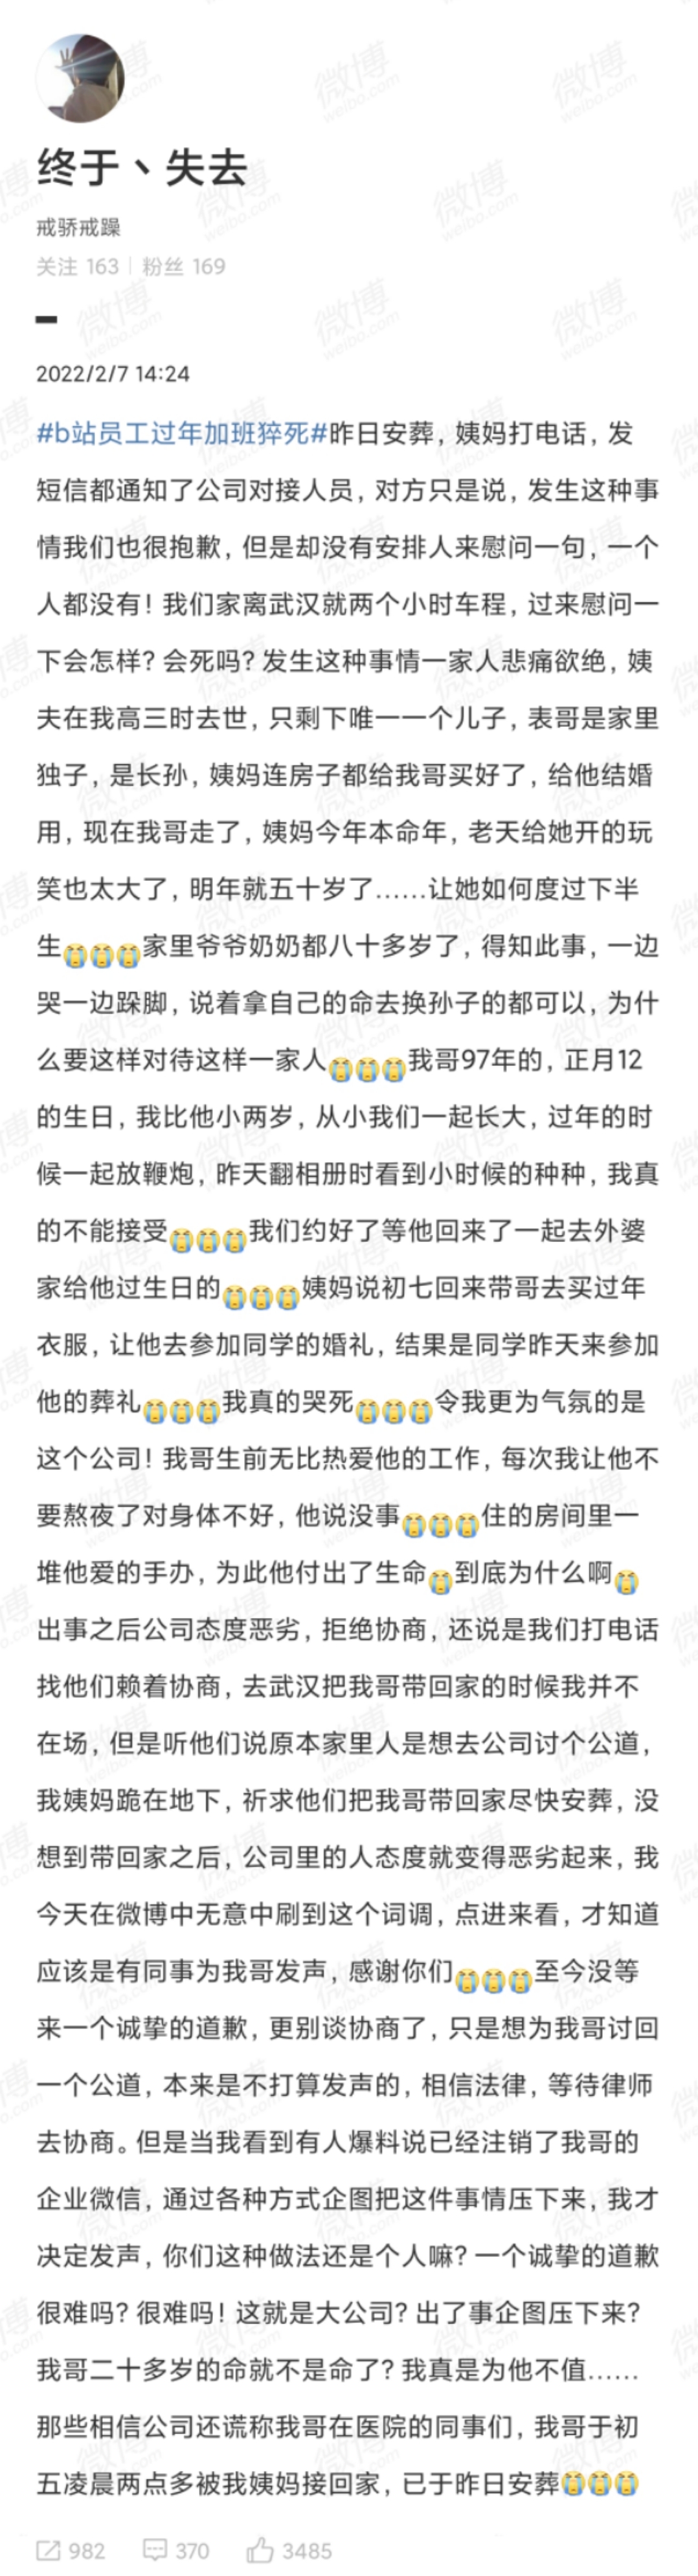 终于丶失去
戒骄戒躁
关注 163 | 粉丝 169
2022/2/7 14:24
#b站员工过年加班猝死#昨日安葬，姨妈打电话，发
短信都通知了公司对接人员，对方只是说，发生这种事
情我们也很抱歉，但是却没有安排人来慰问一句，一个
人都没有！我们家离武汉就两个小时车程，过来慰问一
下会怎样？会死吗？发生这种事情一家人悲痛欲绝，姨
夫在我高三时去世，只剩下唯一一个儿子，表哥是家里
独子，是长孙，姨妈连房子都给我哥买好了，给他结婚
用，现在我哥走了，姨妈今年本命年，老天给她开的玩
笑也太大了，明年就五十岁了……让她如何度过下半
生😭😭😭家里爷爷奶奶都八十多岁了，得知此事，一边
哭一边跺脚，说着拿自己的命去换孙子的都可以，为什
么要这样对待这样一家人😭😭😭我哥97年的，正月12
的生日，我比他小两岁，从小我们一起长大，过年的时
候一起放鞭炮，昨天翻相册时看到小时候的种种，我真
的不能接受😭😭😭我们约好了等他回来了一起去外婆
家给他过生日的😭😭😭姨妈说初七回来带哥去买过年
衣服，让他去参加同学的婚礼，结果是同学昨天来参加
他的葬礼😭😭😭我真的哭死😭😭😭令我更为气氛的是
这个公司！我哥生前无比热爱他的工作，每次我让他不
要熬夜了对身体不好，他说没事😭😭😭住的房间里一
堆他爱的手办，为此他付出了生命😭到底为什么啊😭
出事之后公司态度恶劣，拒绝协商，还说是我们打电话
找他们赖着协商，去武汉把我哥带回家的时候我并不
在场，但是听他们说原本家里人是想去公司讨个公道，
我姨妈跪在地下，祈求他们把我哥带回家尽快安葬，没
想到带回家之后，公司里的人态度就变得恶劣起来，我
今天在微博中无意中刷到这个词调，点进来看，才知道
应该是有同事为我哥发声，感谢你们😭😭😭至今没等
来一个诚挚的道歉，更别谈协商了，只是想为我哥讨回
一个公道，本来是不打算发声的，相信法律，等待律师
去协商。但是当我看到有人爆料说已经注销了我哥的
企业微信，通过各种方式企图把这件事情压下来，我才
决定发声，你们这种做法还是个人嘛？一个诚挚的道歉
很难吗？很难吗！这就是大公司？出了事企图压下来？
我哥二十多岁的命就不是命了？我真是为他不值……
那些相信公司还谎称我哥在医院的同事们，我哥于初
五凌晨两点多被我姨妈接回家，已于昨日安葬😭😭😭
982 370 3485